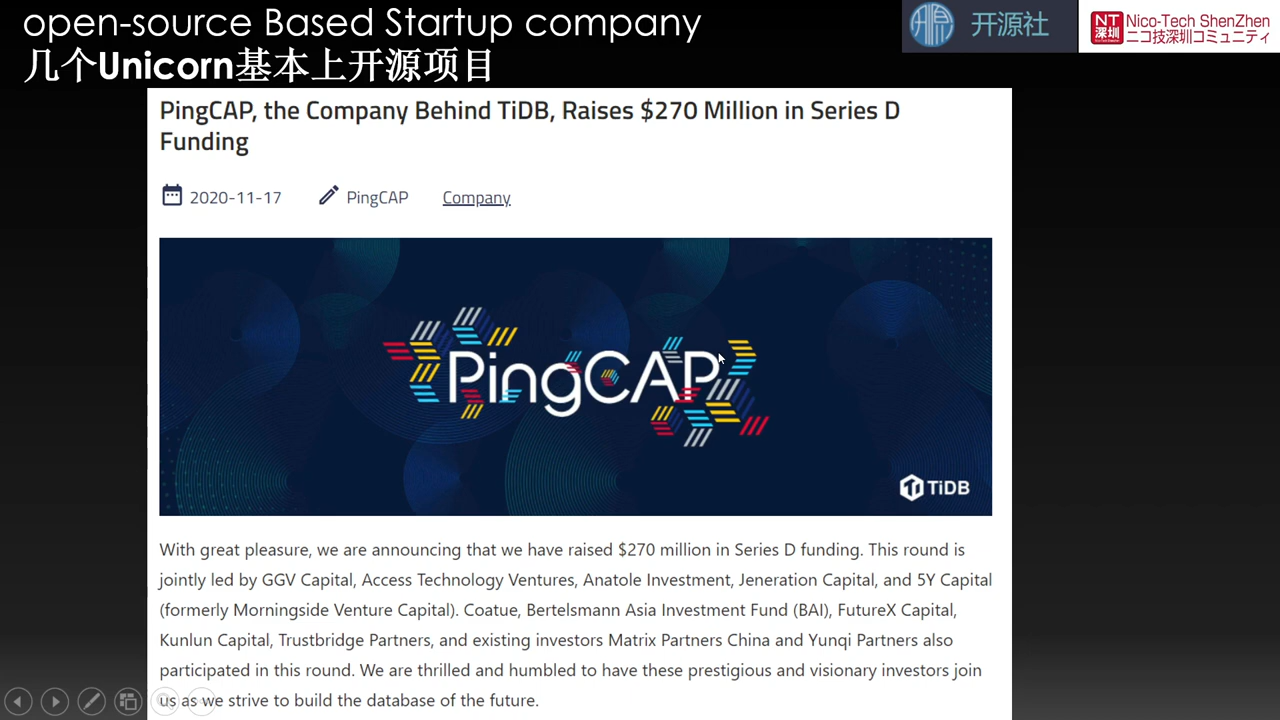 open-source Based Startup company
几个Unicorn基本上开源项目
开源社
NT
深圳
Nico-Tech ShenZhen
ニコ技深圳コミュニティ
PingCAP, the Company Behind TiDB, Raises $270 Million in Series D
Funding
2020-11-17 PingCAP Company
PingCAP
TiDB
With great pleasure, we are announcing that we have raised $270 million in Series D funding. This round is
jointly led by GGV Capital, Access Technology Ventures, Anatole Investment, Jeneration Capital, and 5Y Capital
(formerly Morningside Venture Capital). Coatue, Bertelsmann Asia Investment Fund (BAI), FutureX Capital,
Kunlun Capital, Trustbridge Partners, and existing investors Matrix Partners China and Yunqi Partners also
participated in this round. We are thrilled and humbled to have these prestigious and visionary investors join
us as we strive to build the database of the future.